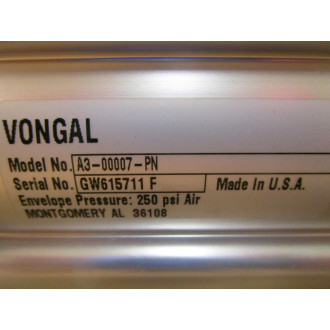 VONGAL
Model No. A3-00007-PN
Serial No. GW615711 F Made In U.S.A.
Envelope Pressure: 250 psi Air
MONTGOMERY AL 36108